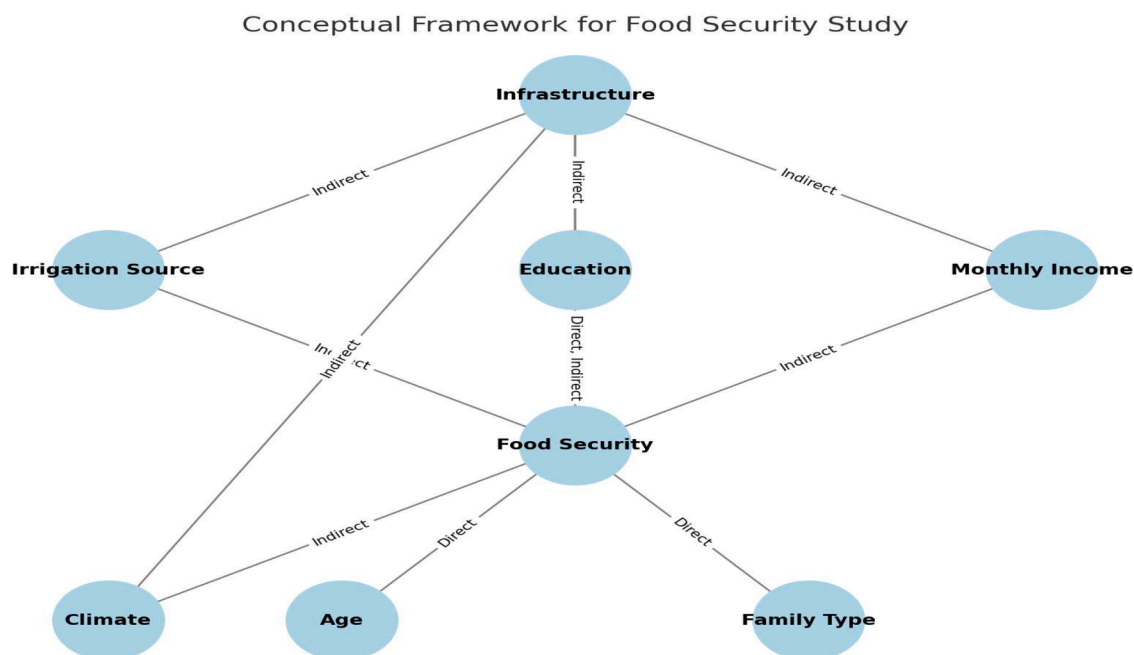 Conceptual Framework for Food Security Study
Infrastructure
Indirect
Indirect
Indirect
Irrigation Source
Education
Monthly Income
Indirect
Indirect
Direct, Indirect
Indirect
Food Security
Indirect
Direct
Direct
Climate
Age
Family Type